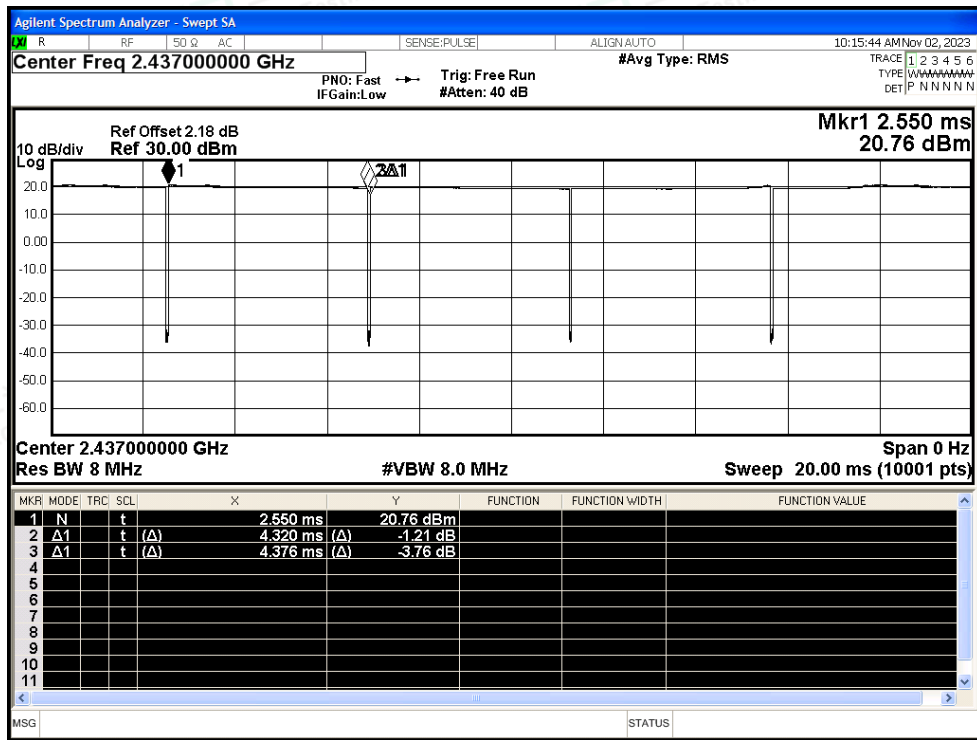 Agilent Spectrum Analyzer - Swept SA
LXI R RF 50 Ω AC SENSE:PULSE ALIGN AUTO 10:15:44 AM Nov 02, 2023
Center Freq 2.437000000 GHz #Avg Type: RMS TRACE 1 2 3 4 5 6
PNO: Fast Trig: Free Run TYPE WWWWWW
IFGain:Low #Atten: 40 dB DET P N N N N N
Mkr1 2.550 ms
Ref Offset 2.18 dB
10 dB/div Ref 30.00 dBm 20.76 dBm
Log
1
20.0
10.0
0.00
-10.0
-20.0
-30.0
-40.0
-50.0
-60.0
Center 2.437000000 GHz Span 0 Hz
Res BW 8 MHz #VBW 8.0 MHz Sweep 20.00 ms (10001 pts)
MKR MODE TRC SCL X Y FUNCTION FUNCTION WIDTH FUNCTION VALUE
1 N t 2.550 ms 20.76 dBm
2 Δ1 t (Δ) 4.320 ms (Δ) -1.21 dB
3 Δ1 t (Δ) 4.376 ms (Δ) -3.76 dB
4
5
6
7
8
9
10
11
MSG STATUS